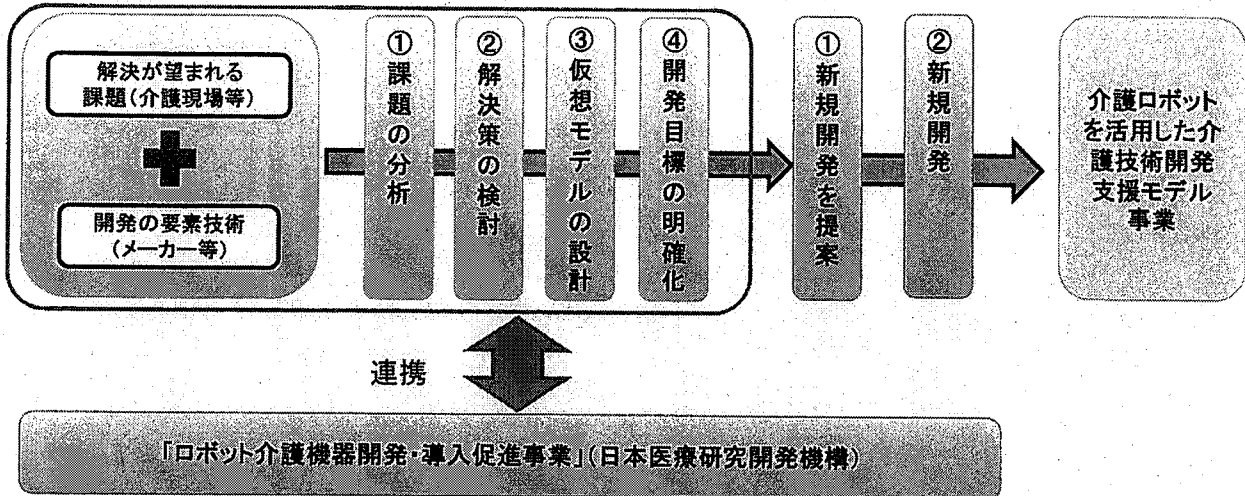 解決が望まれる
課題(介護現場等)
開発の要素技術
(メーカー等)
①課題の分析
②解決策の検討
③仮想モデルの設計
④開発目標の明確化
①新規開発を提案
②新規開発
介護ロボット
を活用した介
護技術開発
支援モデル
事業
連携
「ロボット介護機器開発・導入促進事業」(日本医療研究開発機構)